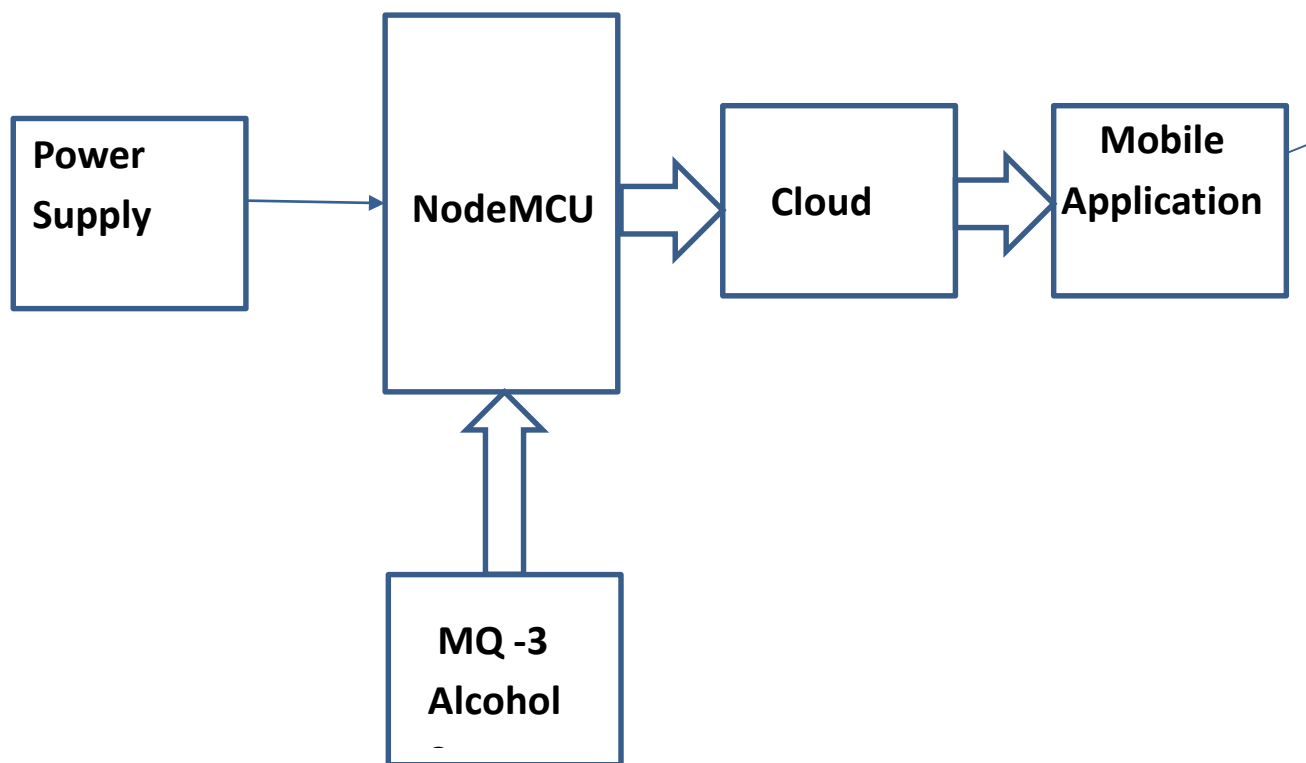 Power
Supply
NodeMCU
Cloud
Mobile
Application
MQ -3
Alcohol